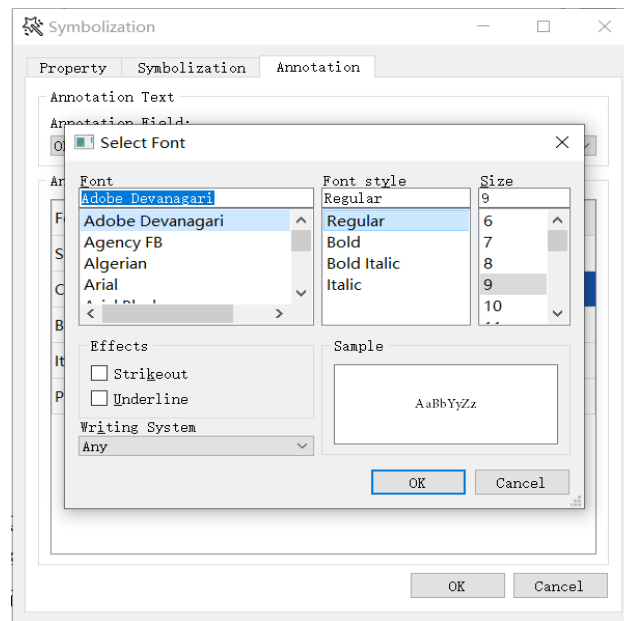 Symbolization
Property Symbolization Annotation
Annotation Text
Annotation Field:
Select Font
Font Font style Size
Adobe Devanagari Regular 9
Adobe Devanagari Regular 6
Agency FB Bold 7
Algerian Bold Italic 8
Arial Italic 9
10
Effects Sample
Strikeout
Underline AaBbYyZz
Writing System
Any
OK Cancel
OK Cancel